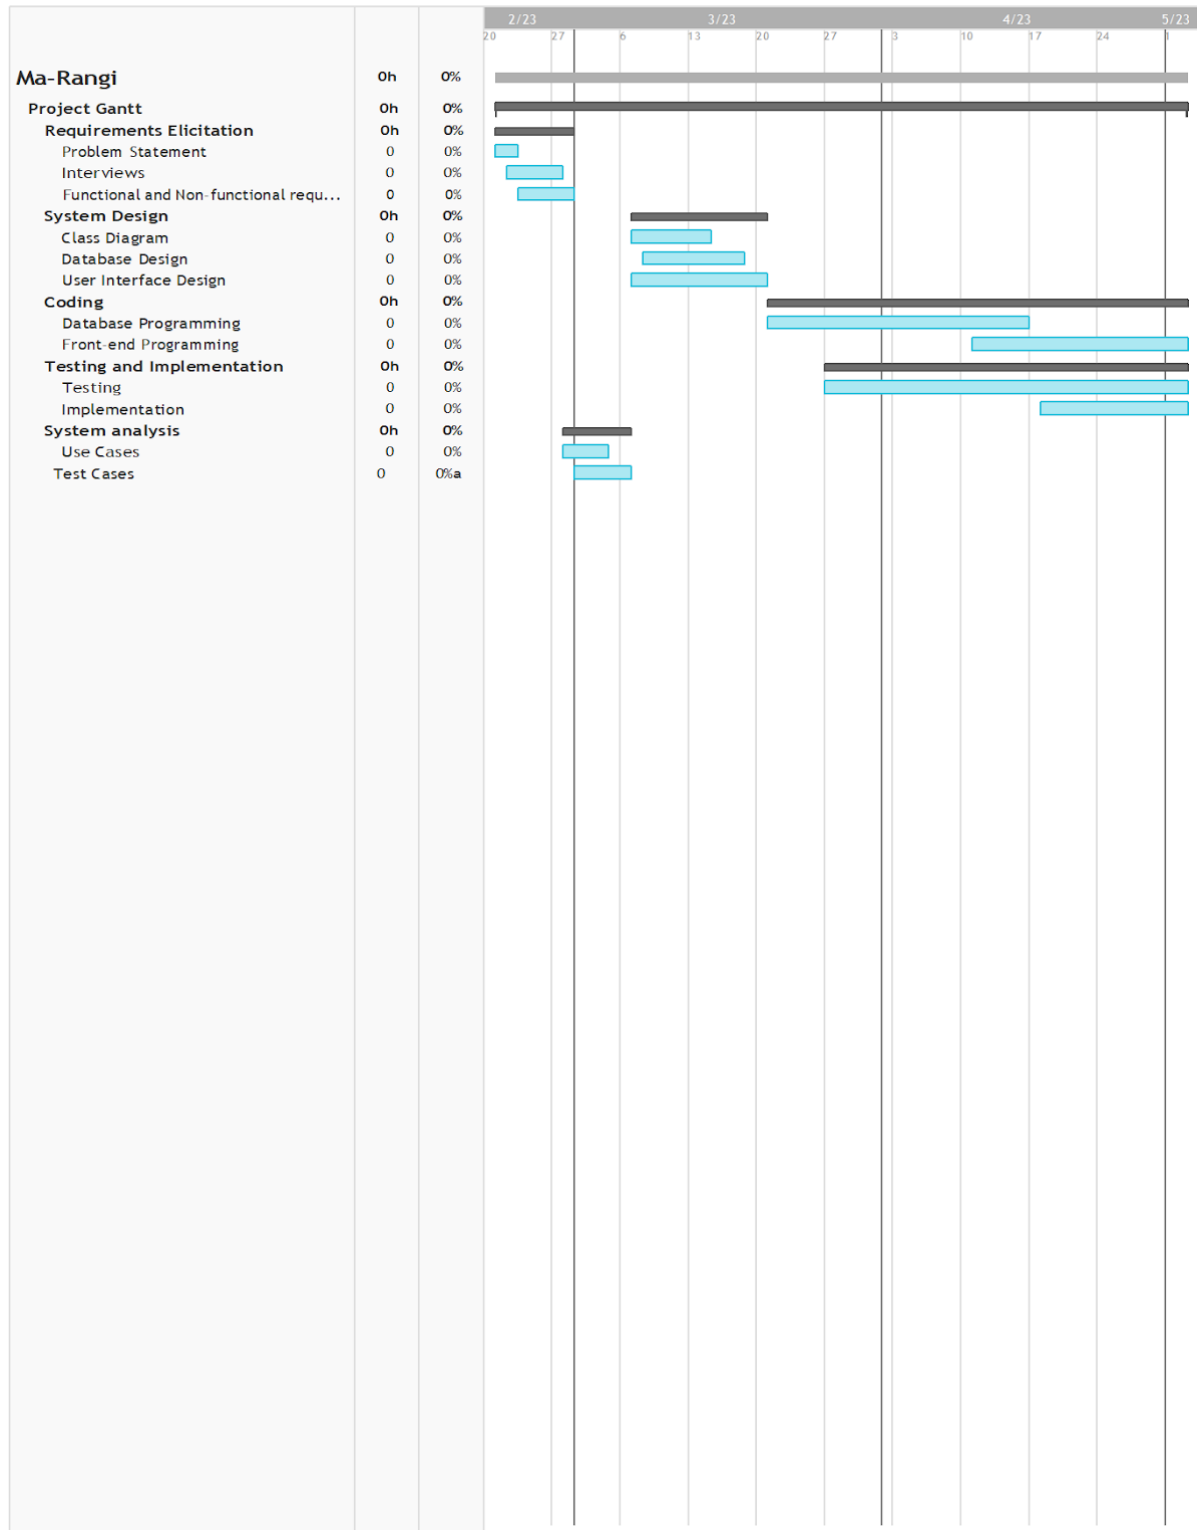 2/23 3/23 4/23 5/23
20 27 6 13 20 27 3 10 17 24 1
Ma-Rangi 0h 0%
Project Gantt 0h 0%
Requirements Elicitation 0h 0%
Problem Statement 0 0%
Interviews 0 0%
Functional and Non-functional requ... 0 0%
System Design 0h 0%
Class Diagram 0 0%
Database Design 0 0%
User Interface Design 0 0%
Coding 0h 0%
Database Programming 0 0%
Front-end Programming 0 0%
Testing and Implementation 0h 0%
Testing 0 0%
Implementation 0 0%
System analysis 0h 0%
Use Cases 0 0%
Test Cases 0 0%a